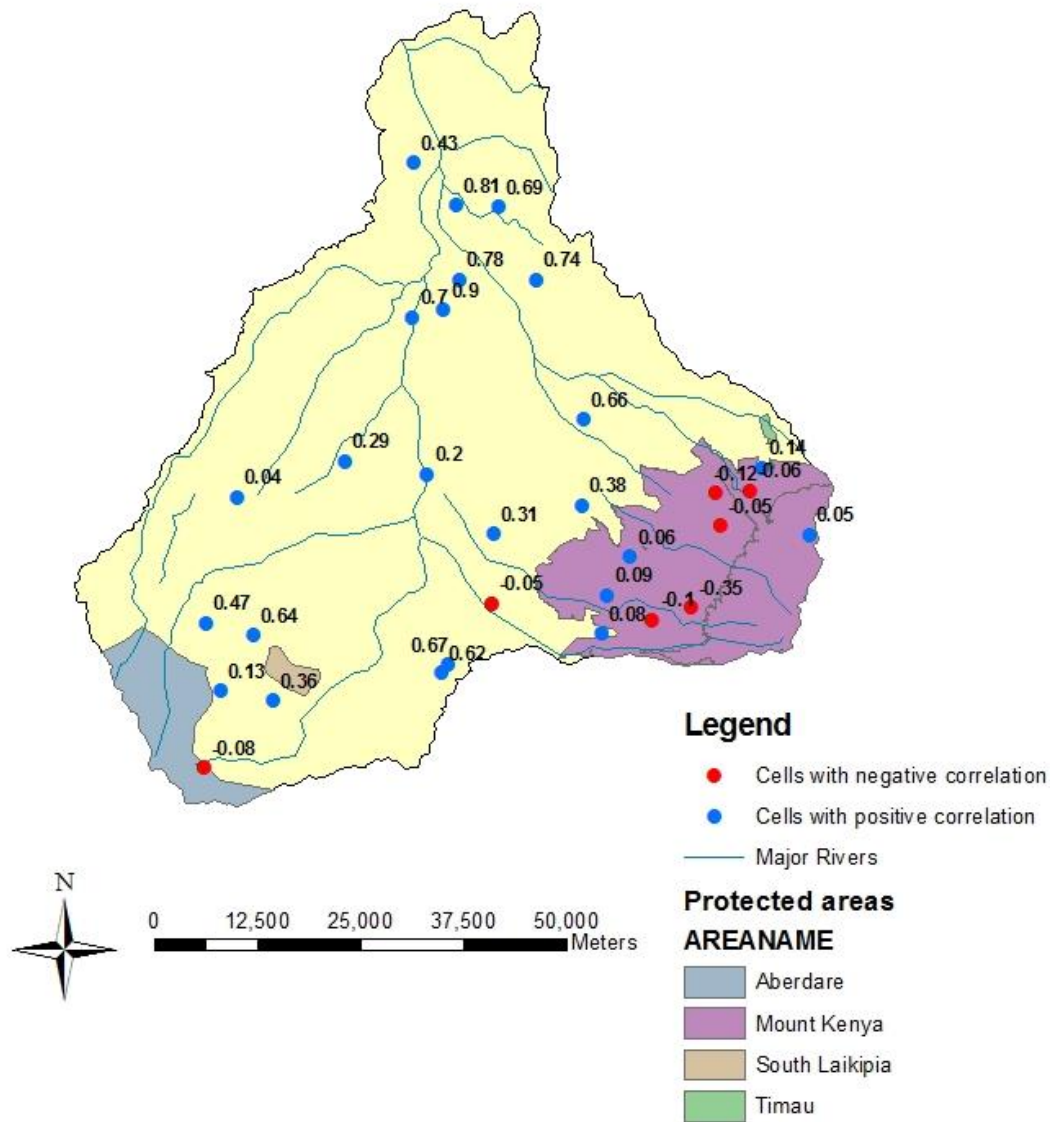 0.43
0.81 0.69
0.78 0.74
0.7 0.9
0.66
0.29 0.2
0.14
0.04 -0.12 -0.06
0.38 -0.05
0.31 0.06 0.05
-0.05 0.09 -0.1 -0.35
0.47 0.64 0.08
0.67 0.62
0.13 0.36
-0.08
Legend
Cells with negative correlation
Cells with positive correlation
Major Rivers
Protected areas
AREANAME
Aberdare
Mount Kenya
South Laikipia
Timau
N
0 12,500 25,000 37,500 50,000
Meters